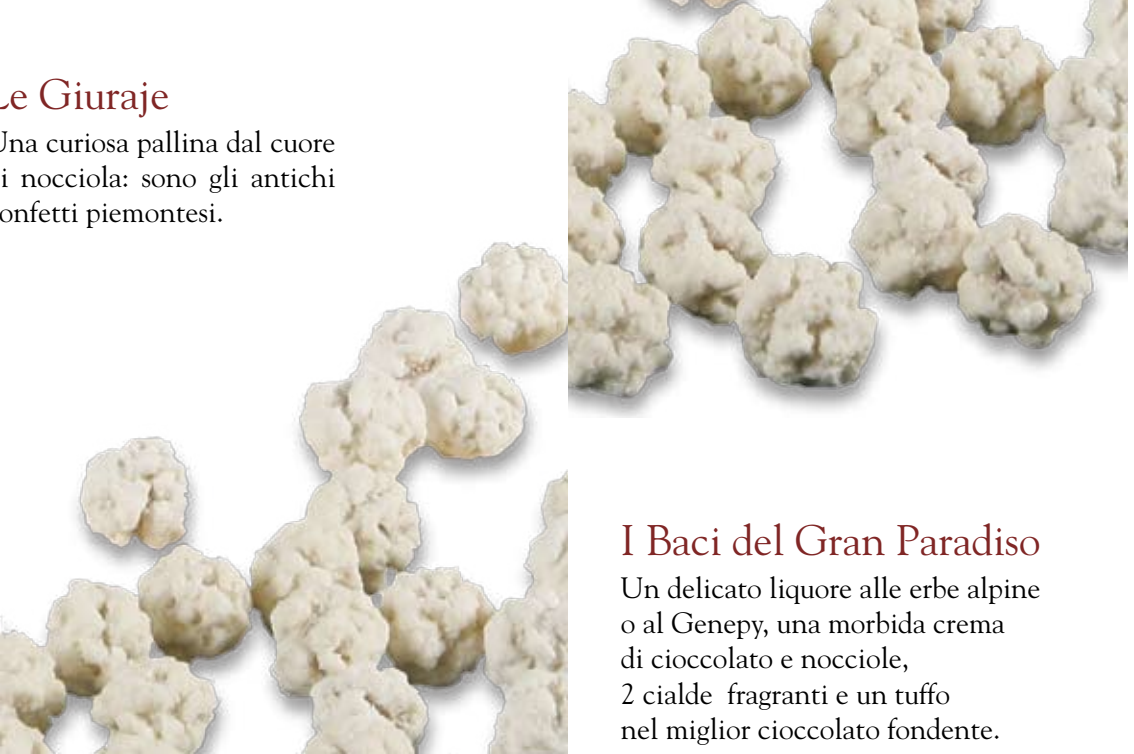 Le Giuraje
Una curiosa pallina dal cuore
i nocciola: sono gli antichi
onfetti piemontesi.
I Baci del Gran Paradiso
Un delicato liquore alle erbe alpine
o al Genepy, una morbida crema
di cioccolato e nocciole,
2 cialde fragranti e un tuffo
nel miglior cioccolato fondente.